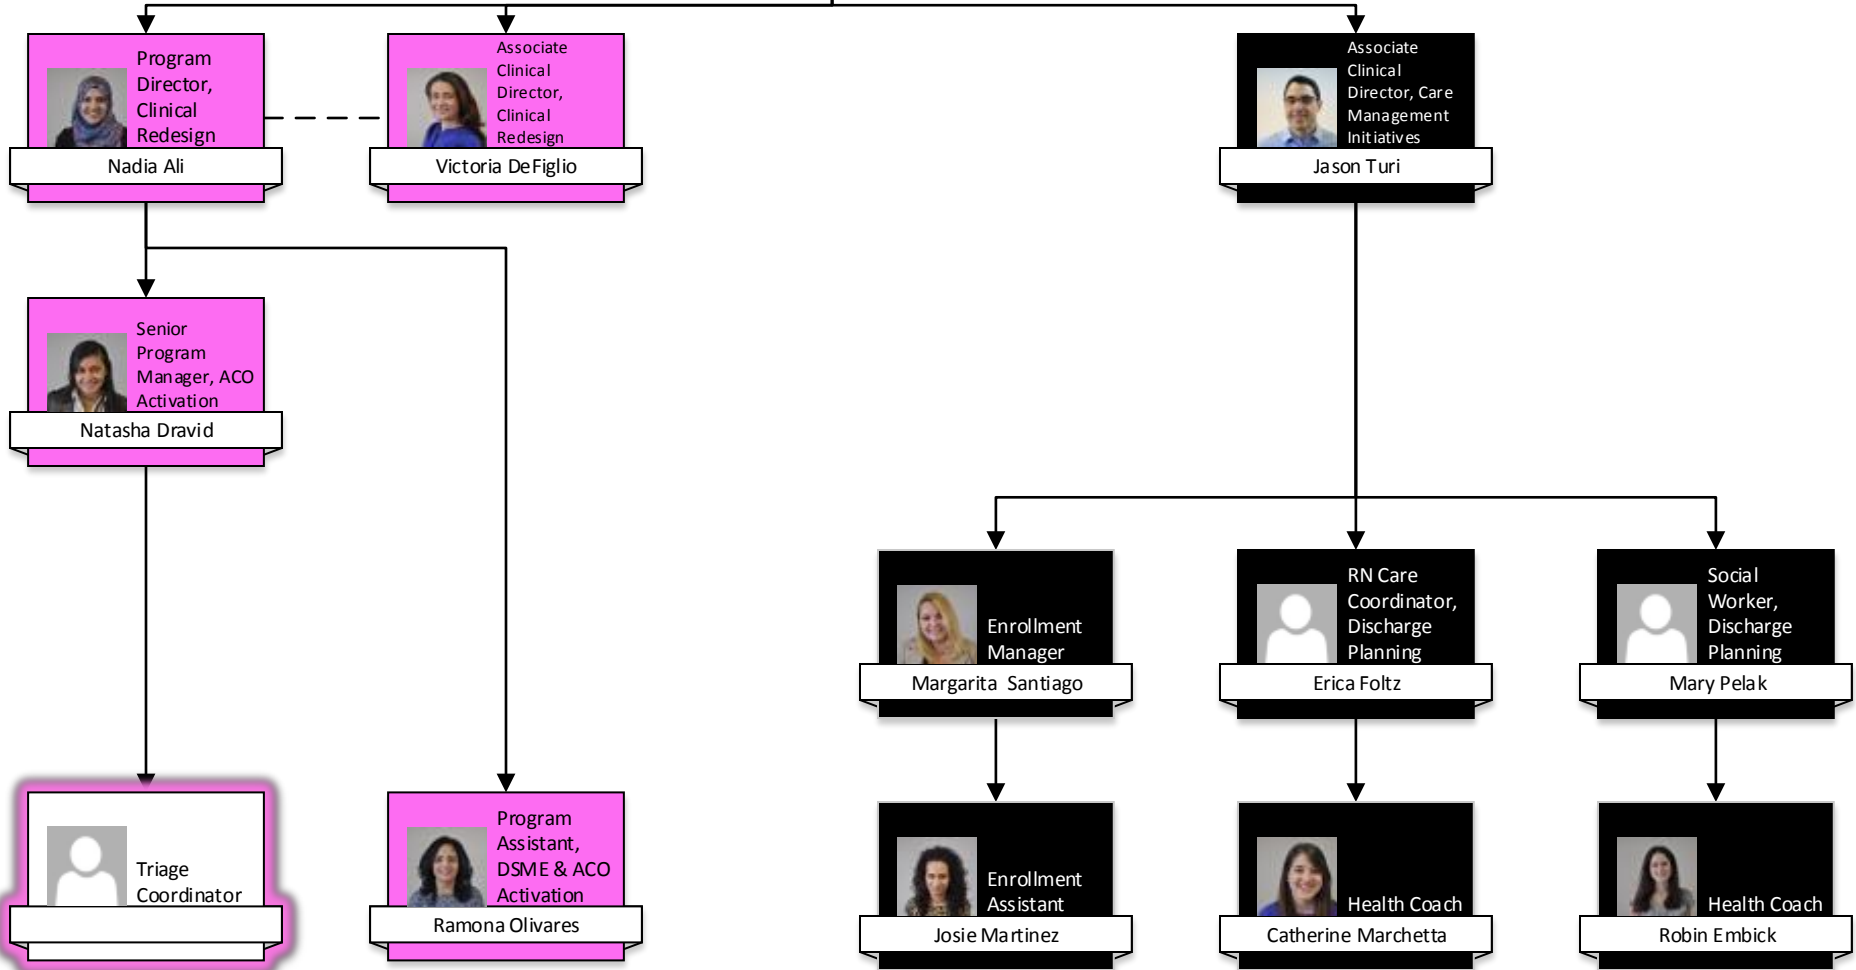 Program
Director,
Clinical
Redesign
Nadia Ali
Associate
Clinical
Director,
Clinical
Redesign
Victoria DeFiglio
Associate
Clinical
Director, Care
Management
Initiatives
Jason Turi
Senior
Program
Manager, ACO
Activation
Natasha Dravid
Enrollment
Manager
Margarita Santiago
RN Care
Coordinator,
Discharge
Planning
Erica Foltz
Social
Worker,
Discharge
Planning
Mary Pelak
Triage
Coordinator
Program
Assistant,
DSME & ACO
Activation
Ramona Olivares
Enrollment
Assistant
Josie Martinez
Health Coach
Catherine Marchetta
Health Coach
Robin Embick